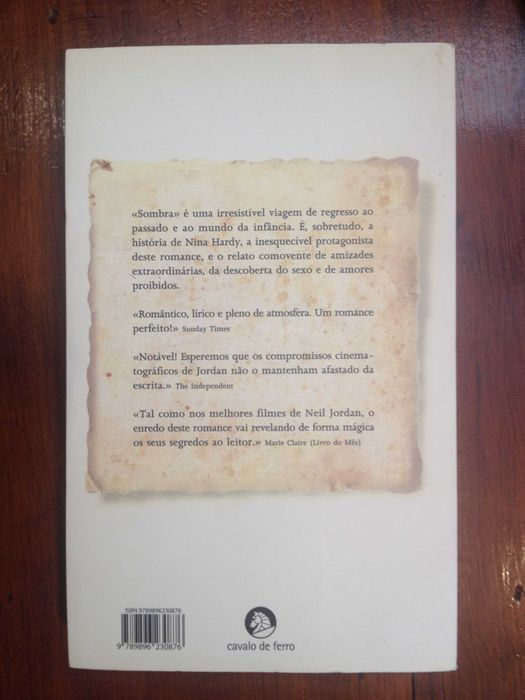 «Sombra» é uma irresistível viagem de regresso ao
passado e ao mundo da infância. É, sobretudo, a
história de Nina Hardy, a inesquecível protagonista
deste romance, e o relato comovente de amizades
extraordinárias, da descoberta do sexo e de amores
proibidos.
«Romântico, lírico e pleno de atmosfera. Um romance
perfeito!» Sunday Times
«Notável! Esperemos que os compromissos cinema-
tográficos de Jordan não o mantenham afastado da
escrita.» The Independent
«Tal como nos melhores filmes de Neil Jordan, o
enredo deste romance vai revelando de forma mágica
os seus segredos ao leitor.» Marie Claire (Livro do Mês)
ISBN 9789896230876
9 789896 230876
cavalo de ferro